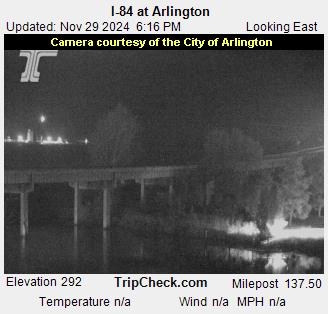 I-84 at Arlington
Updated: Nov 29 2024 6:16 PM Looking East
Camera courtesy of the City of Arlington
Elevation 292 TripCheck.com Milepost 137.50
Temperature n/a Wind n/a MPH n/a